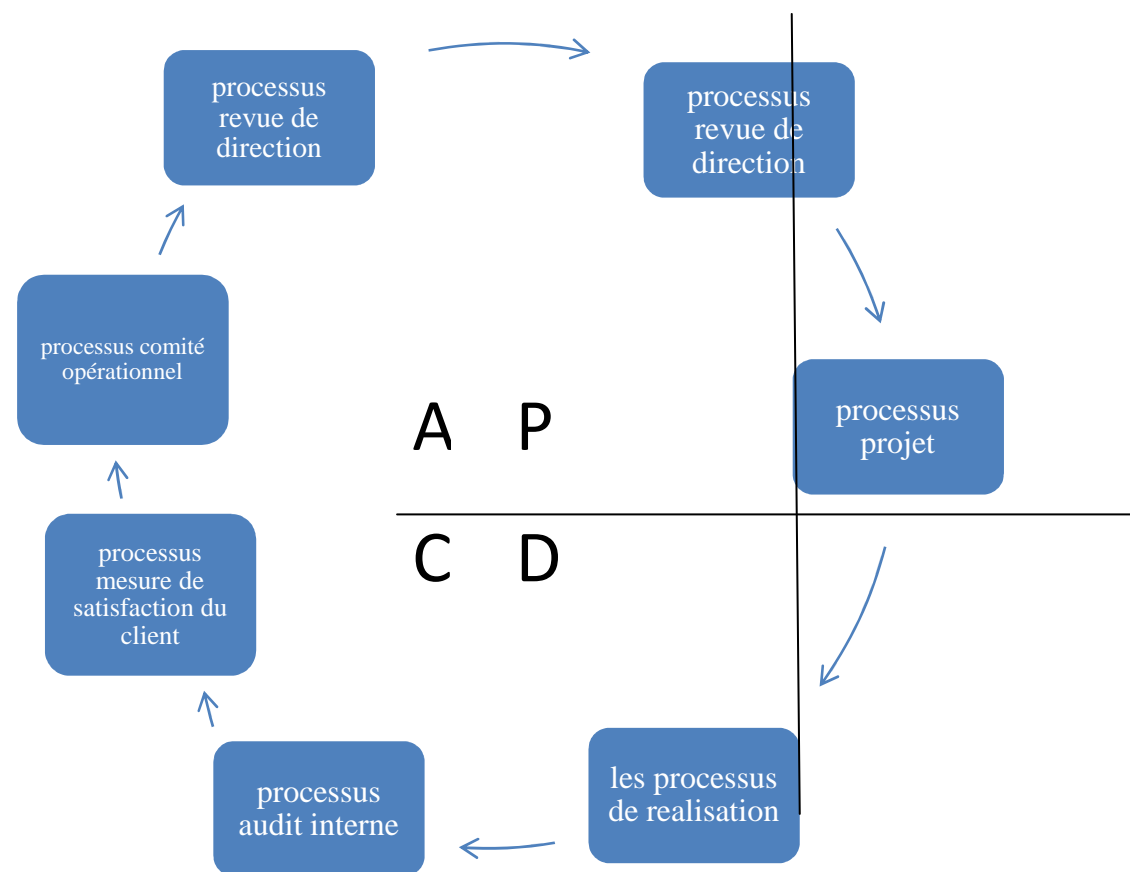 processus
revue de
direction
processus
revue de
direction
processus comité
opérationnel
processus
projet
A P
C D
processus
mesure de
satisfaction du
client
les processus
de realisation
processus
audit interne